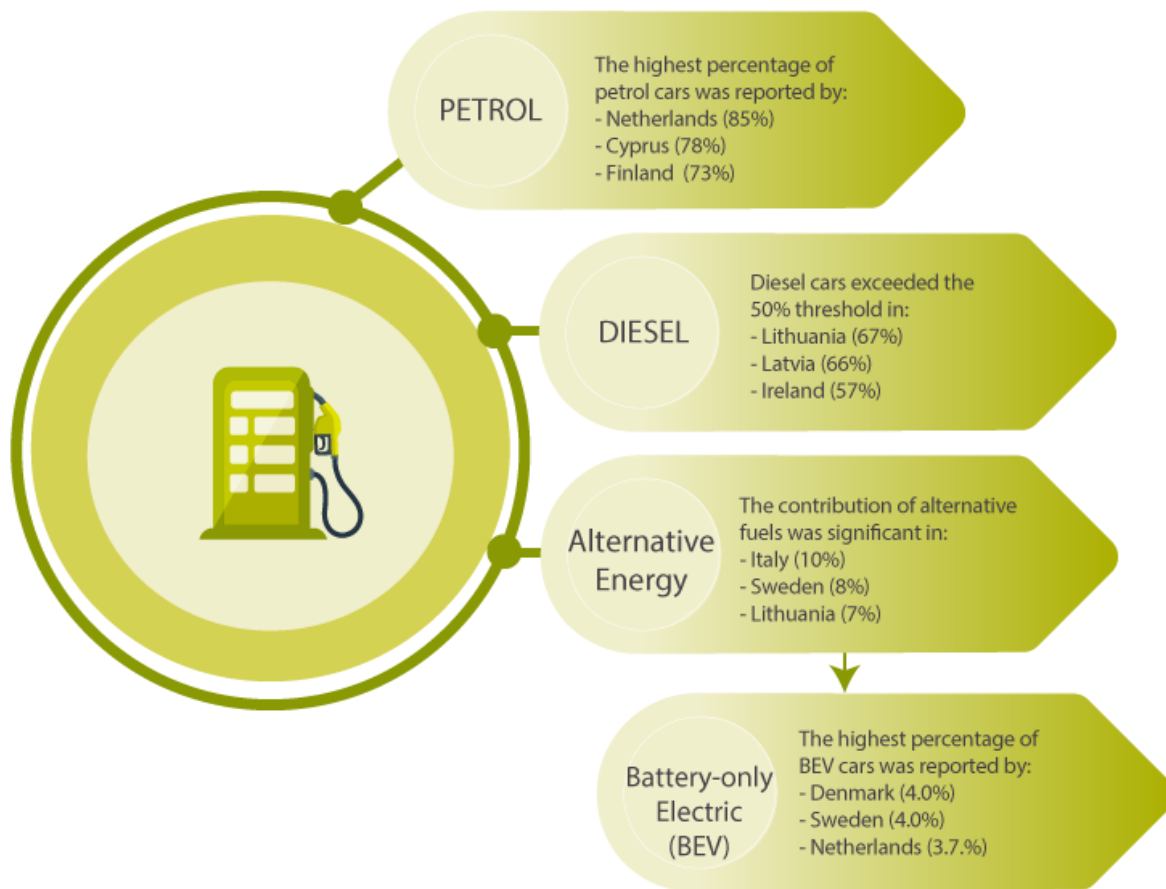 PETROL
The highest percentage of
petrol cars was reported by:
- Netherlands (85%)
- Cyprus (78%)
- Finland (73%)
DIESEL
Diesel cars exceeded the
50% threshold in:
- Lithuania (67%)
- Latvia (66%)
- Ireland (57%)
Alternative
Energy
The contribution of alternative
fuels was significant in:
- Italy (10%)
- Sweden (8%)
- Lithuania (7%)
Battery-only
Electric
(BEV)
The highest percentage of
BEV cars was reported by:
- Denmark (4.0%)
- Sweden (4.0%)
- Netherlands (3.7.%)